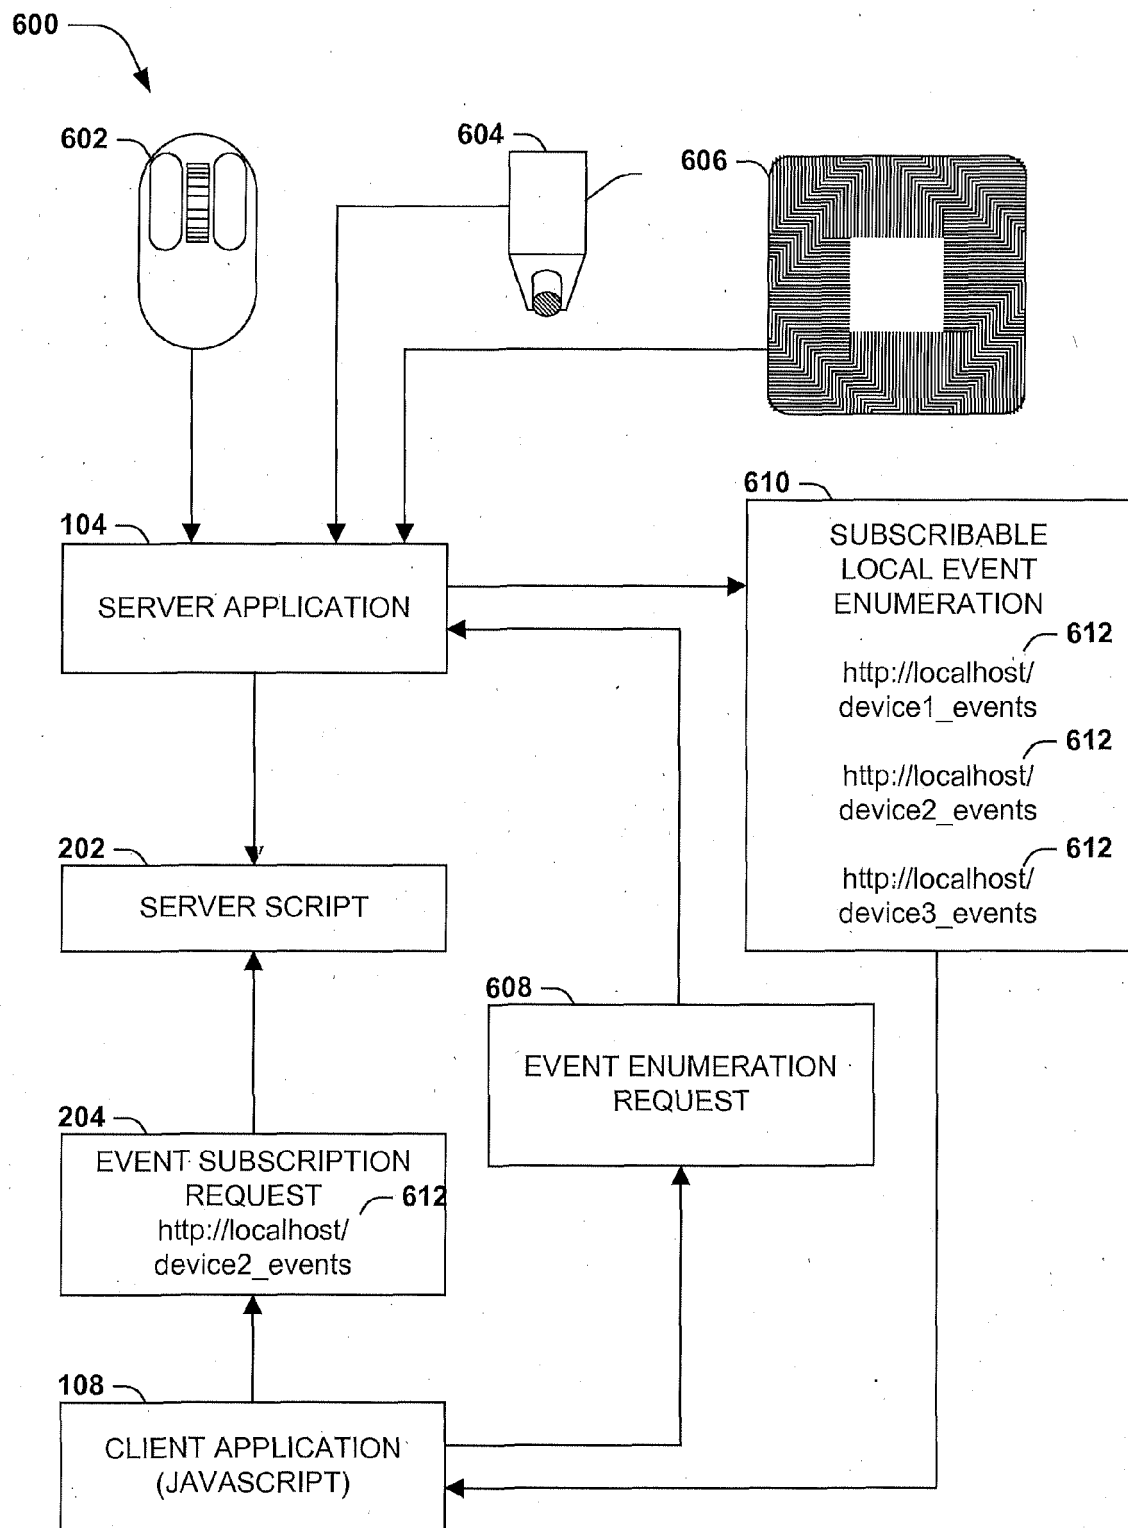 600
602
604
606
104
SERVER APPLICATION
610
SUBSCRIBABLE
LOCAL EVENT
ENUMERATION
612
http://localhost/
device1_events
612
http://localhost/
device2_events
612
http://localhost/
device3_events
202
SERVER SCRIPT
608
EVENT ENUMERATION
REQUEST
204
EVENT SUBSCRIPTION
REQUEST
612
http://localhost/
device2_events
108
CLIENT APPLICATION
(JAVASCRIPT)